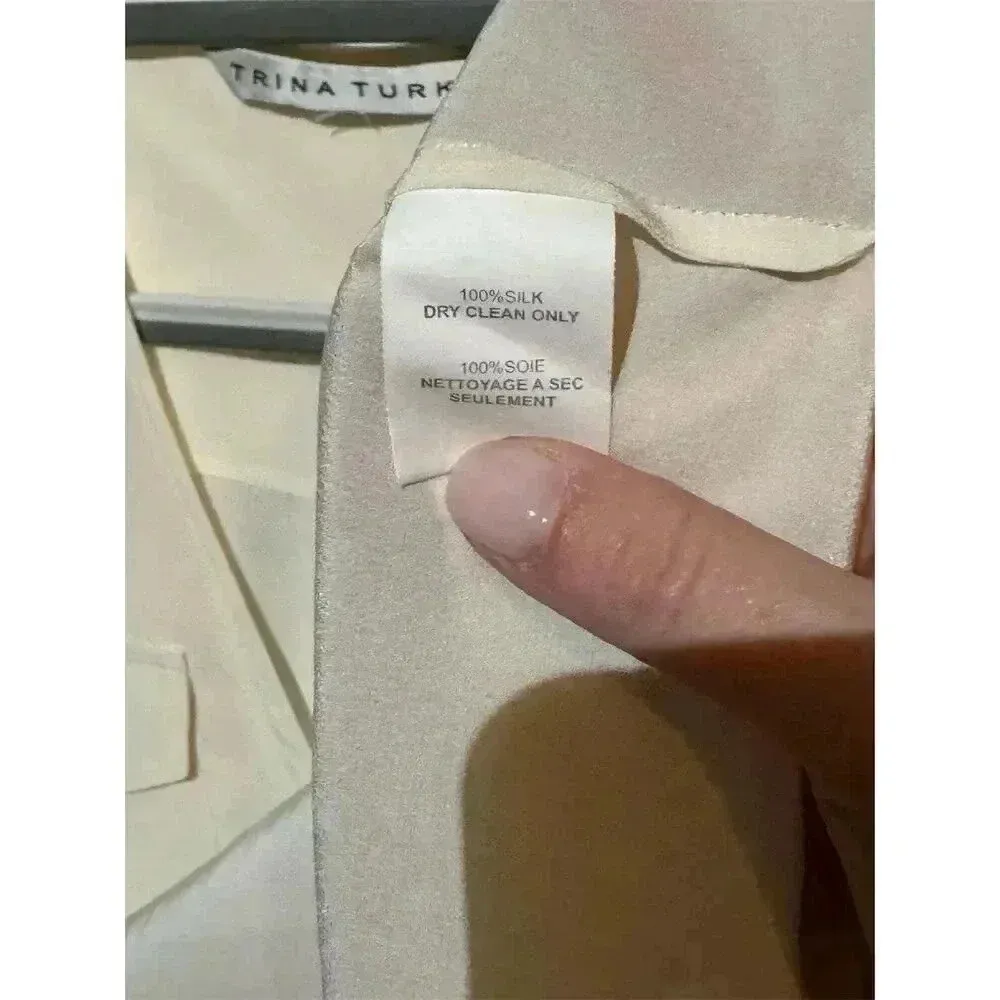 TRINA TURK
100%SILK
DRY CLEAN ONLY
100%SOIE
NETTOYAGE A SEC
SEULEMENT